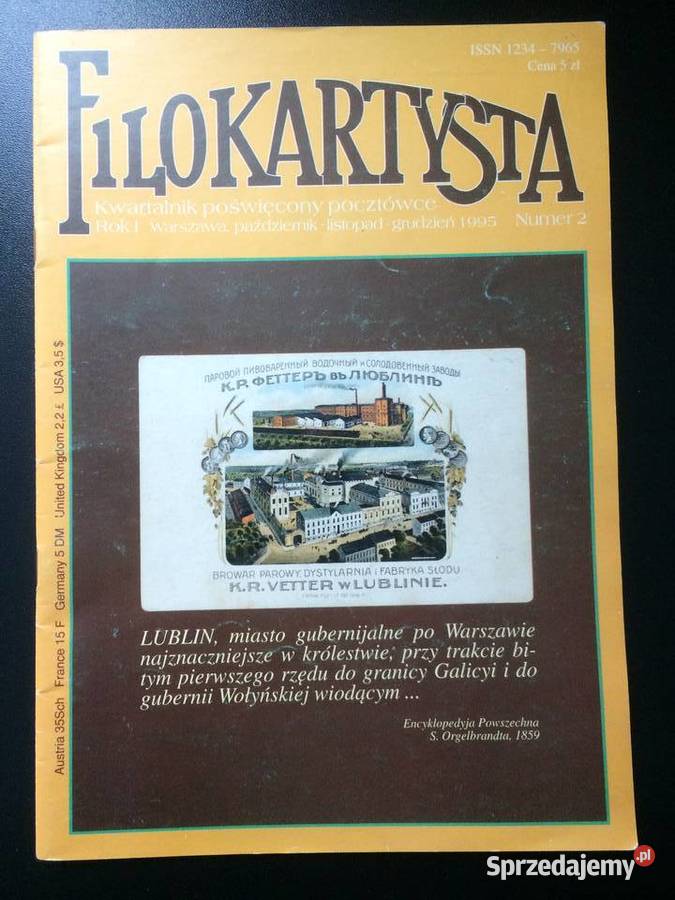 ISSN 1234 – 7965
Cena 5 zł
FILOKARTYSTA
Kwartalnik poświęcony pocztówce
Rok I Warszawa, październik - listopad - grudzień 1995 Numer 2
Austria 35Sch France 15 F Germany 5 DM United Kingdom 2,2 £ USA 3,5 $
ПАРОВОЙ ПИВОВАРЕННЫЙ ВОДОЧНЫЙ и СОЛОДОВЕННЫЙ ЗАВОДЫ
К.Р. ФЕТТЕРЪ въ ЛЮБЛИНѢ
BROWAR PAROWY, DYSTYLARNIA i FABRYKA SŁODU
K.R. VETTER w LUBLINIE.
LUBLIN, miasto gubernijalne po Warszawie
najznaczniejsze w królestwie, przy trakcie bi-
tym pierwszego rzędu do granicy Galicyi i do
gubernii Wołyńskiej wiodącym ...
Encyklopedyja Powszechna
S. Orgelbrandta, 1859
Sprzedajemy.pl